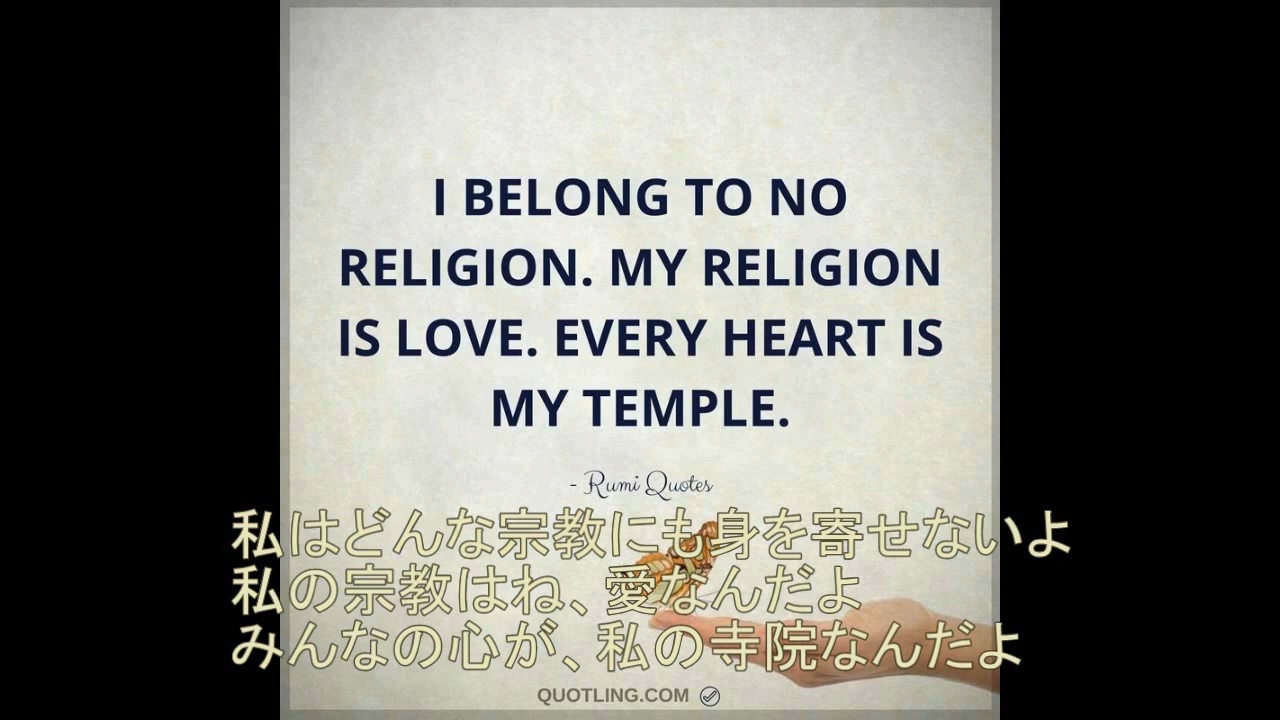 I BELONG TO NO
RELIGION. MY RELIGION
IS LOVE. EVERY HEART IS
MY TEMPLE.
- Rumi Quotes
私はどんな宗教にも身を寄せないよ
私の宗教はね、愛なんだよ
みんなの心が、私の寺院なんだよ
QUOTLING.COM